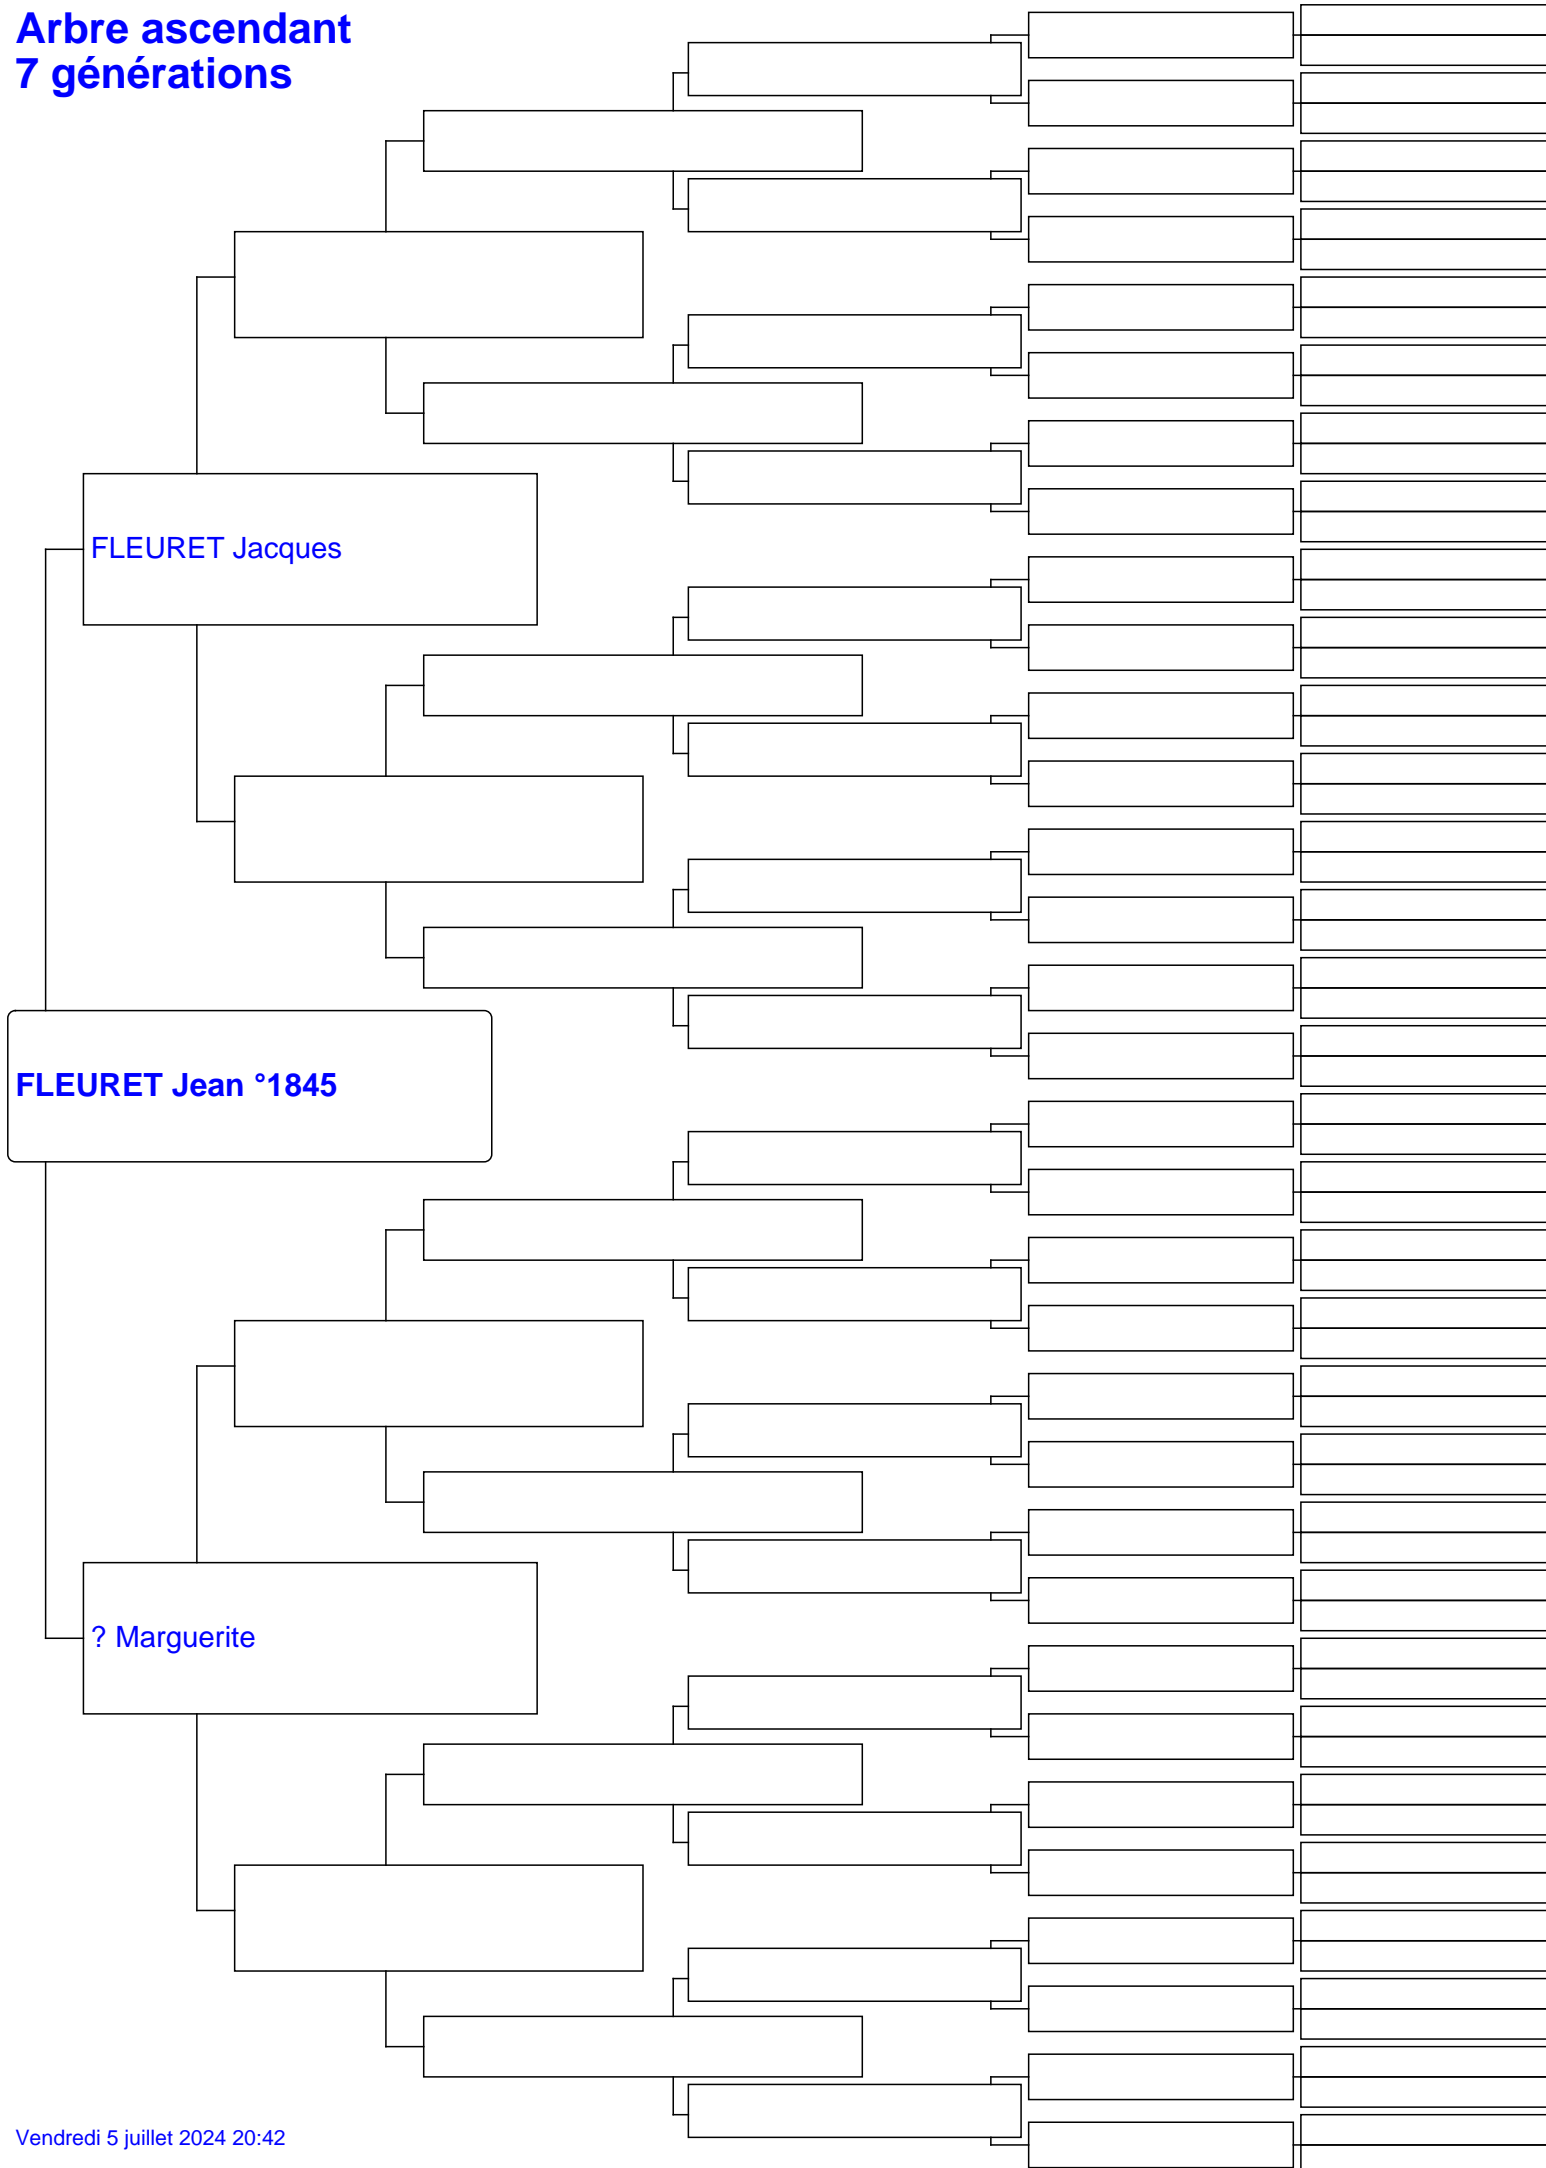 Arbre ascendant
7 générations
FLEURET Jacques
FLEURET Jean °1845
? Marguerite
Vendredi 5 juillet 2024 20:42